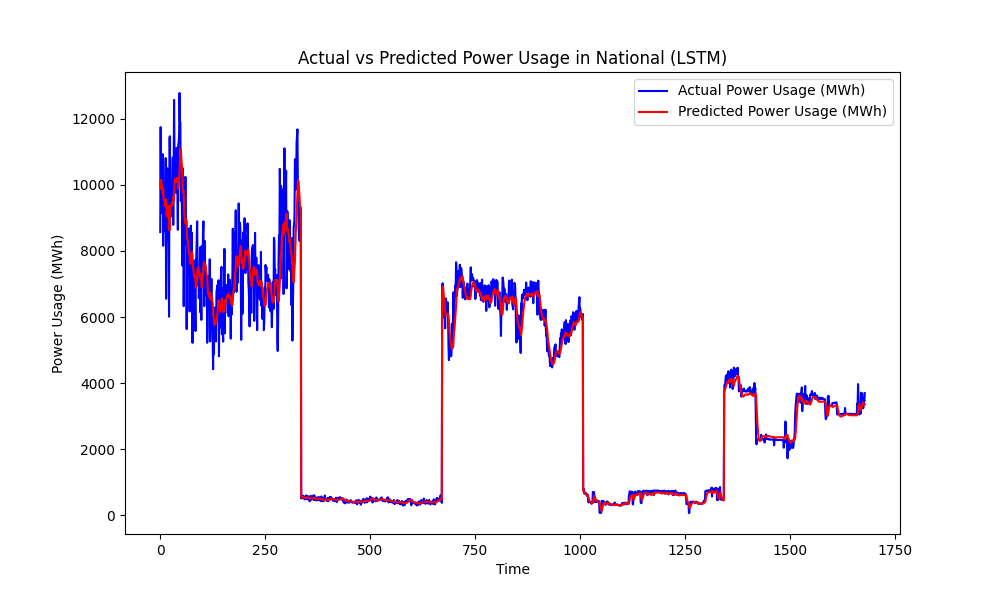 Actual vs Predicted Power Usage in National (LSTM)
Actual Power Usage (MWh)
Predicted Power Usage (MWh)
Power Usage (MWh)
12000
10000
8000
6000
4000
2000
0
0 250 500 750 1000 1250 1500 1750
Time